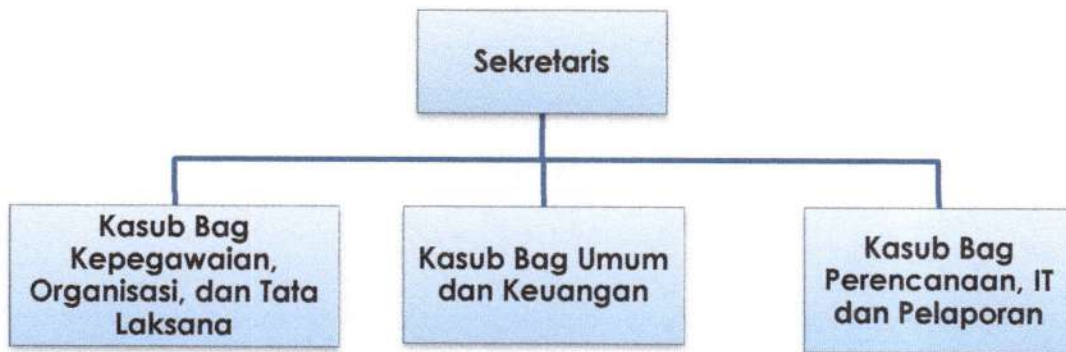 Sekretaris
Kasub Bag
Kepegawaian,
Organisasi, dan Tata
Laksana
Kasub Bag Umum
dan Keuangan
Kasub Bag
Perencanaan, IT
dan Pelaporan